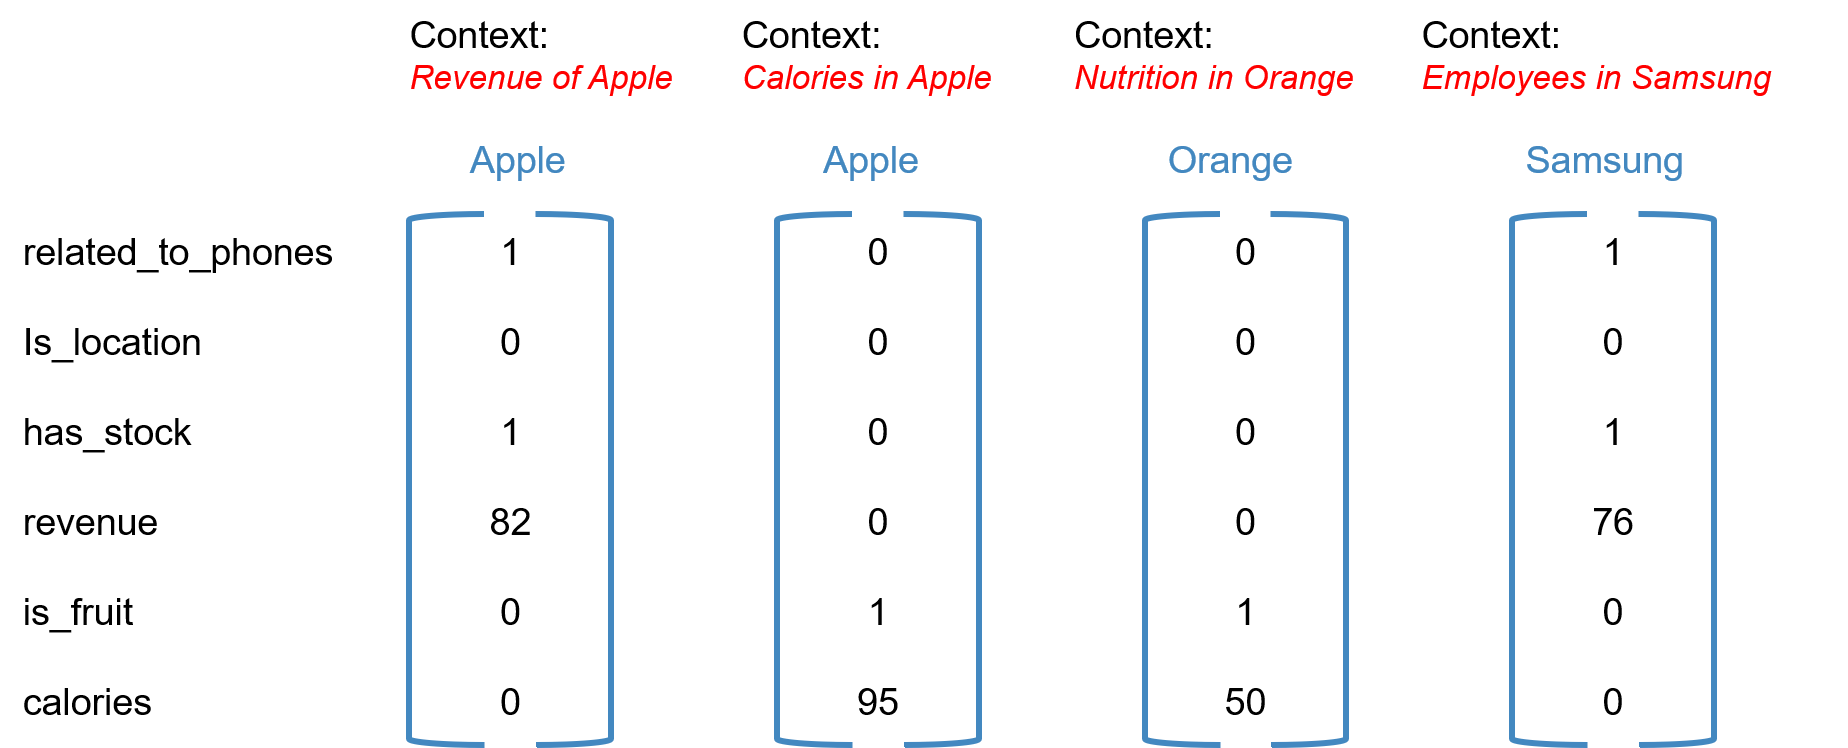 Context: Context: Context: Context:
Revenue of Apple Calories in Apple Nutrition in Orange Employees in Samsung
Apple Apple Orange Samsung
related_to_phones 1 0 0 1
Is_location 0 0 0 0
has_stock 1 0 0 1
revenue 82 0 0 76
is_fruit 0 1 1 0
calories 0 95 50 0